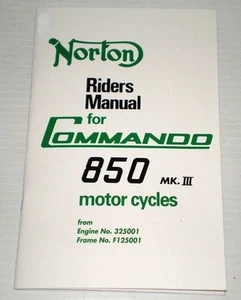 Norton
Riders
Manual
for
COMMANDO
850 MK. III
motor cycles
from
Engine No. 325001
Frame No. F125001